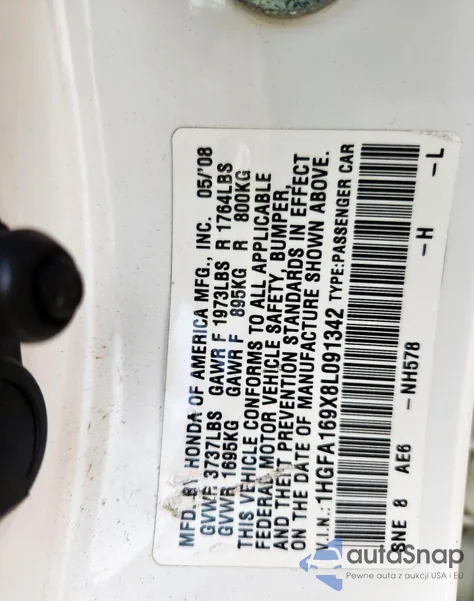 MFD. BY HONDA OF AMERICA MFG., INC. 05/'08
GVWR 3737LBS GAWR F 1973LBS R 1764LBS
GVWR 1695KG GAWR F 895KG R 800KG
THIS VEHICLE CONFORMS TO ALL APPLICABLE
FEDERAL MOTOR VEHICLE SAFETY, BUMPER,
AND THEFT PREVENTION STANDARDS IN EFFECT
ON THE DATE OF MANUFACTURE SHOWN ABOVE.
V.I.N.: 1HGFA169X8L091342 TYPE:PASSENGER CAR
SNE 8 AE6 -NH578 -H -L
autoSnap
Pewne auta z aukcji USA i EU